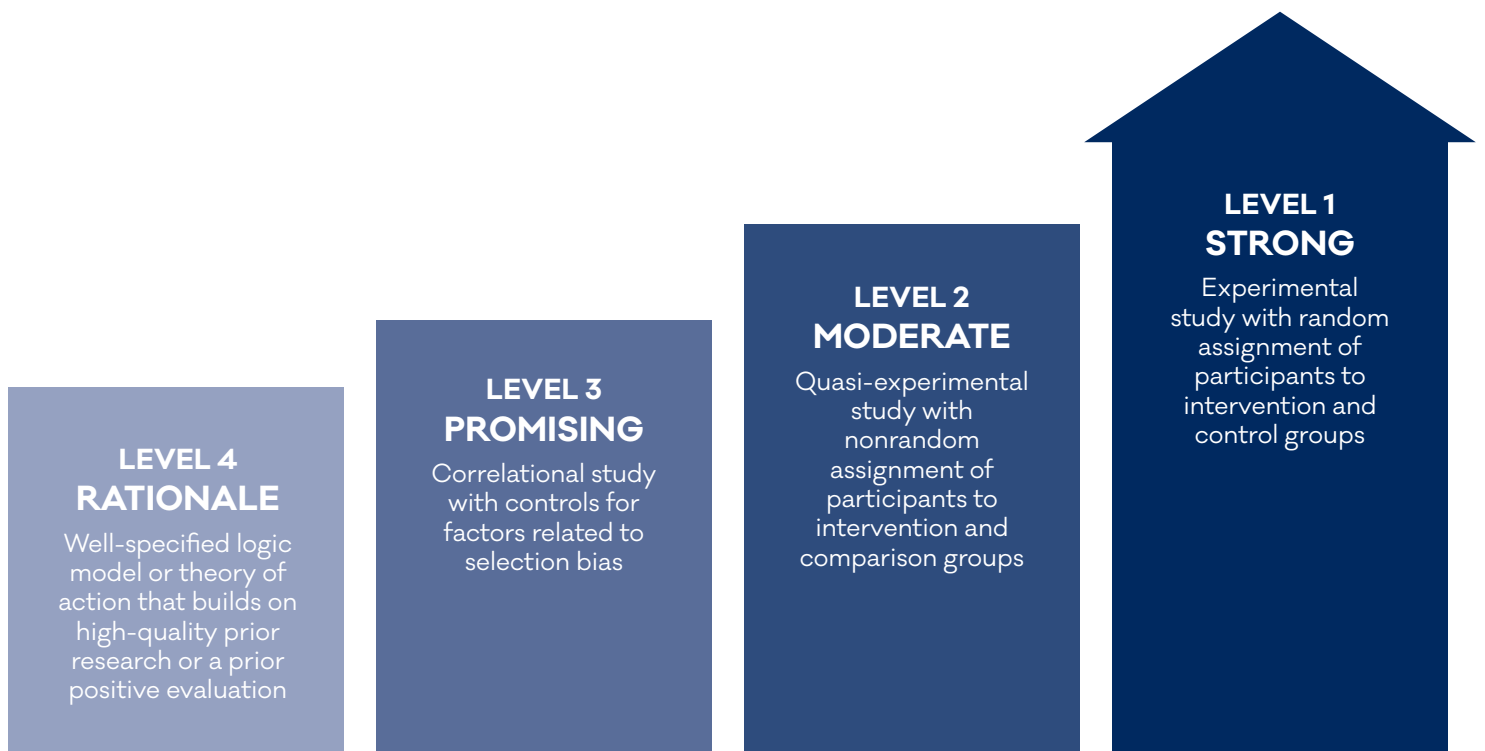 LEVEL 4
RATIONALE
Well-specified logic
model or theory of
action that builds on
high-quality prior
research or a prior
positive evaluation
LEVEL 3
PROMISING
Correlational study
with controls for
factors related to
selection bias
LEVEL 2
MODERATE
Quasi-experimental
study with
nonrandom
assignment of
participants to
intervention and
comparison groups
LEVEL 1
STRONG
Experimental
study with random
assignment of
participants to
intervention and
control groups